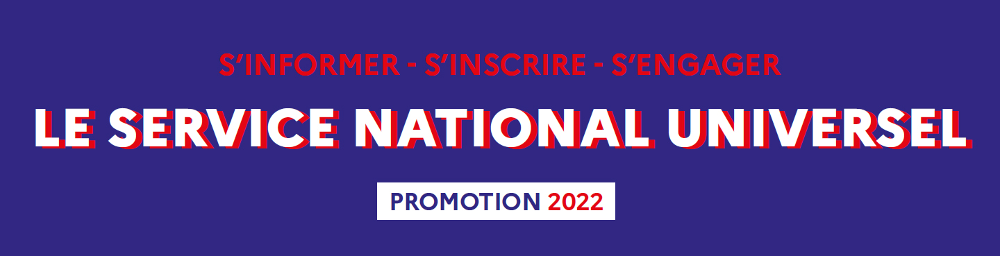 S’INFORMER - S’INSCRIRE - S’ENGAGER
LE SERVICE NATIONAL UNIVERSEL
PROMOTION 2022